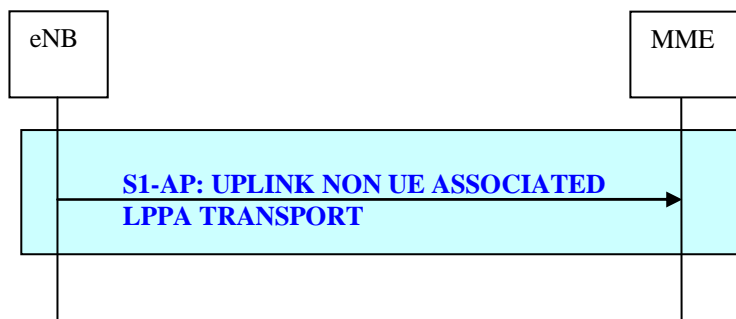 eNB
MME
S1-AP: UPLINK NON UE ASSOCIATED
LPPA TRANSPORT